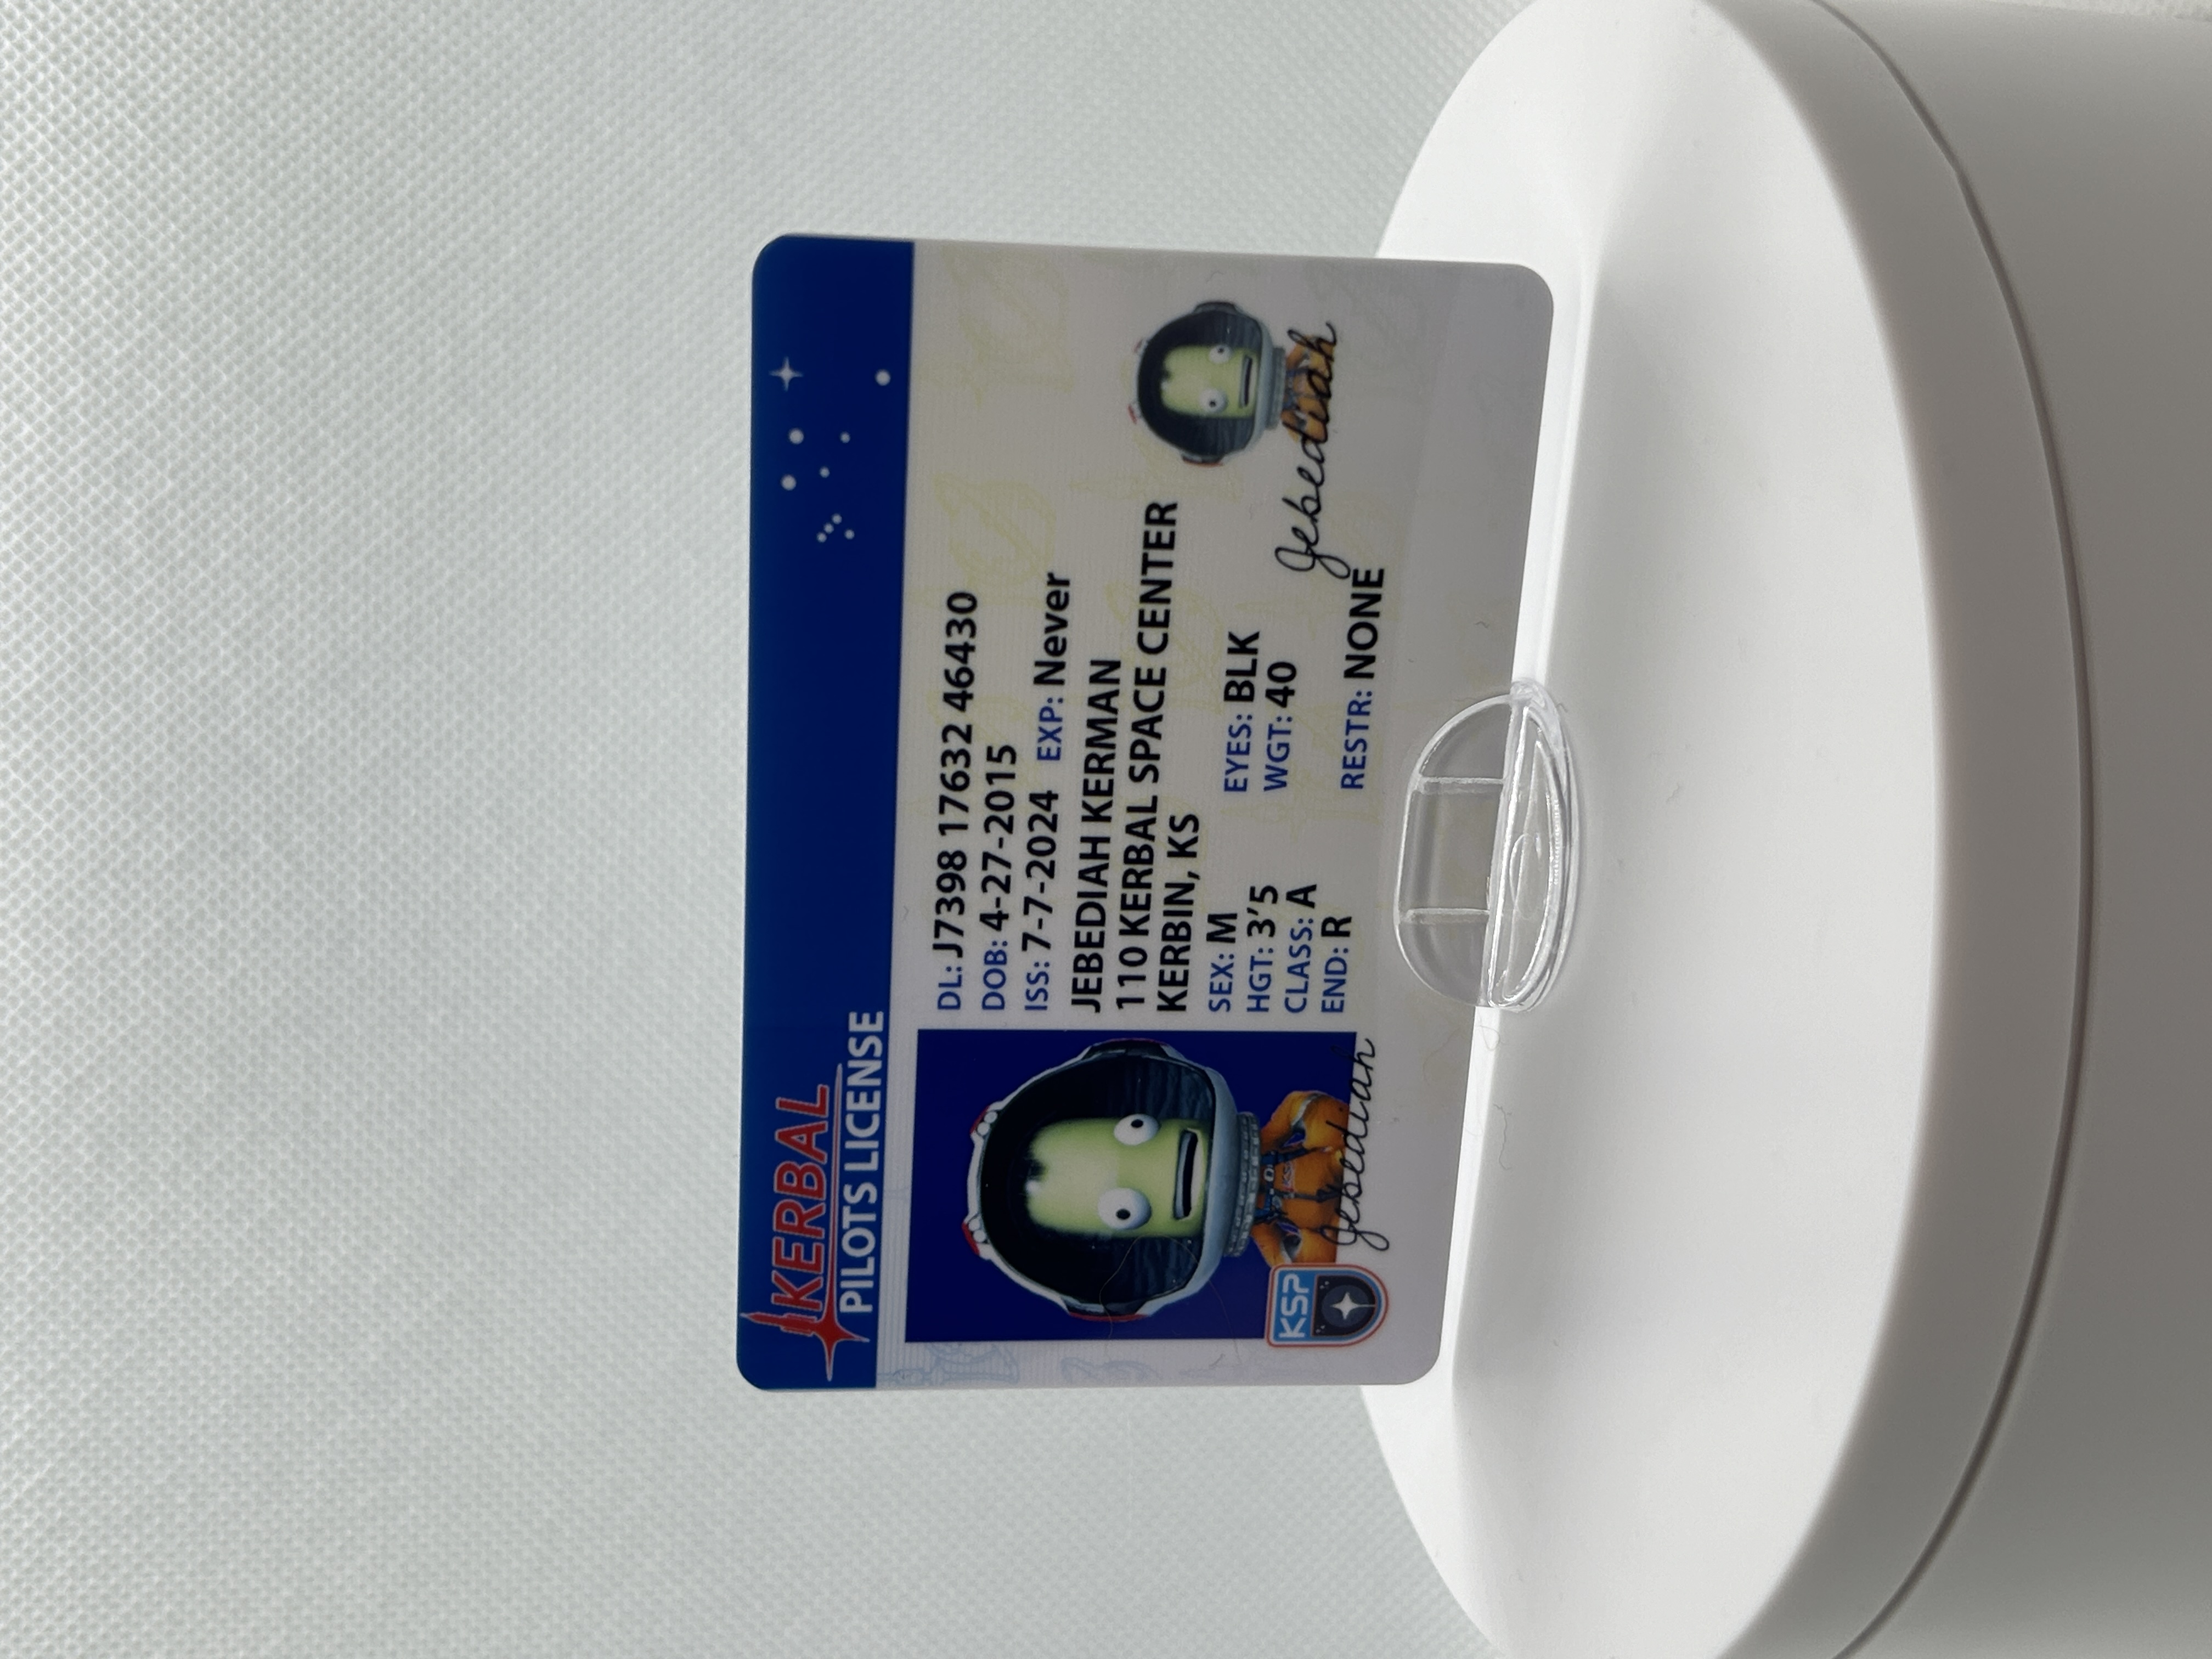 KERBAL
PILOTS LICENSE
DL: J7398 17632 46430
DOB: 4-27-2015
ISS: 7-7-2024 EXP: Never
JEBEDIAH KERMAN
110 KERBAL SPACE CENTER
KERBIN, KS
SEX: M EYES: BLK
HGT: 3'5 WGT: 40
CLASS: A
END: R RESTR: NONE
KSP
Jebediah
Jebediah